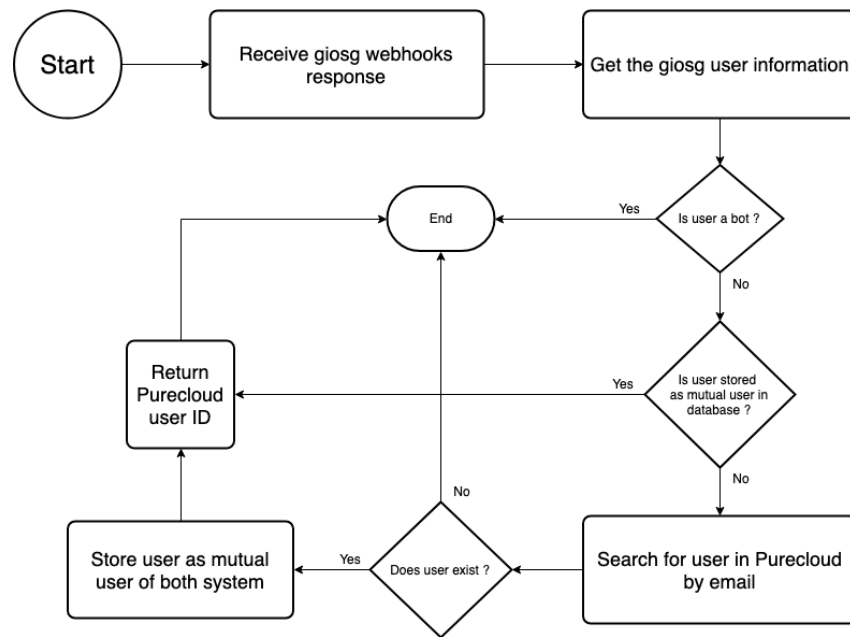 Start
Receive giosg webhooks
response
Get the giosg user information
End
Yes
Is user a bot ?
No
Return
Purecloud
user ID
Yes
Is user stored
as mutual user in
database ?
No
No
Store user as mutual
user of both system
Yes
Does user exist ?
Search for user in Purecloud
by email